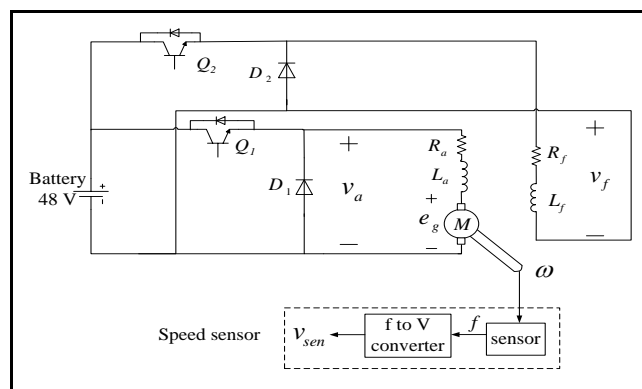 Q2
D2
Q1
Battery
48 V
D1
va
Ra
La
eg
M
Rf
Lf
vf
ω
Speed sensor
vsen
f to V
converter
f
sensor